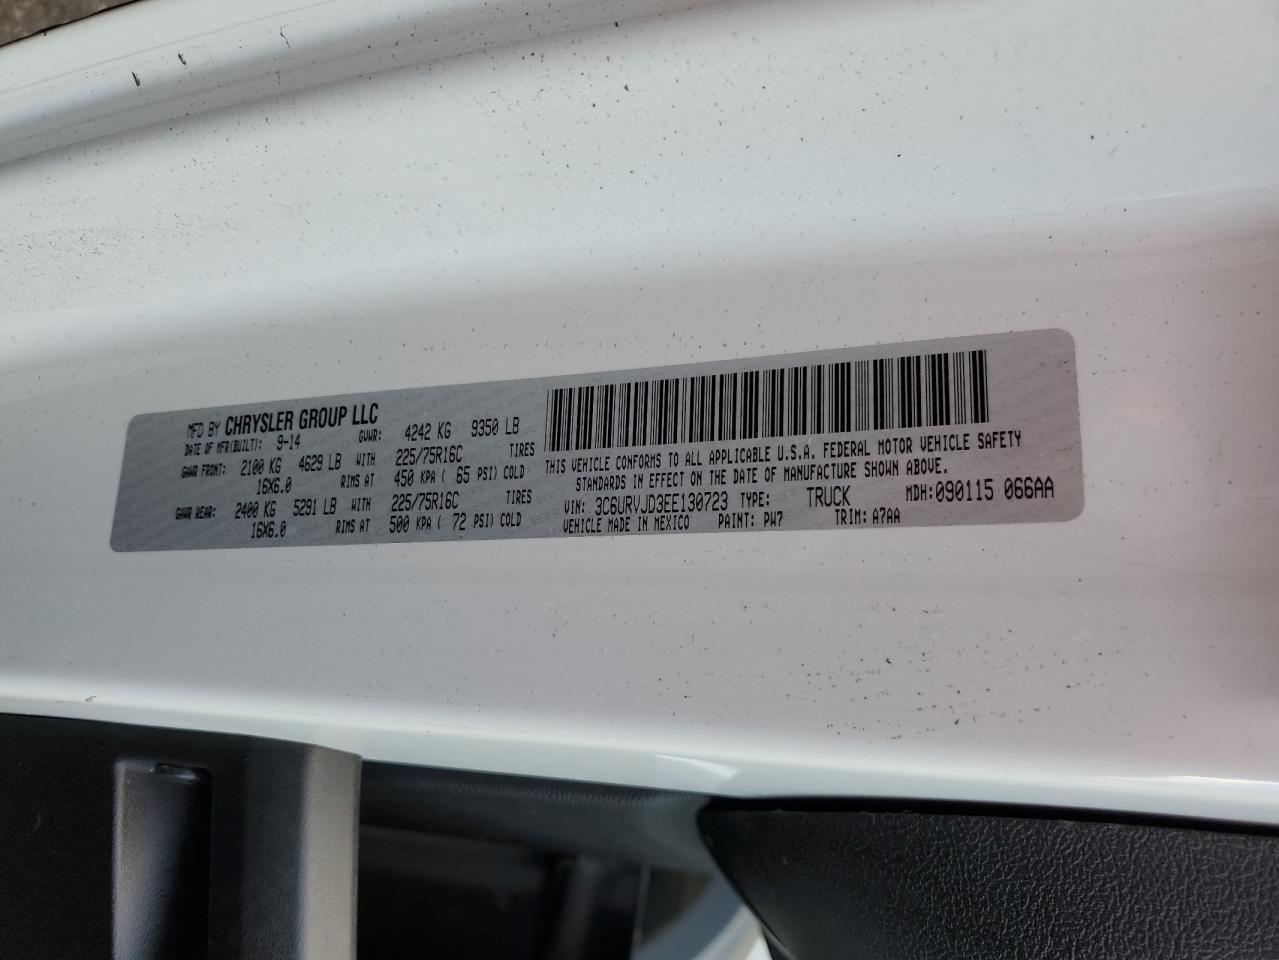 MFD BY CHRYSLER GROUP LLC
DATE OF MFR(BUILT): 9-14 GVWR: 4242 KG 9350 LB
GAWR FRONT: 2100 KG 4629 LB WITH 225/75R16C TIRES
16X6.0 RIMS AT 450 KPA ( 65 PSI) COLD
GAWR REAR: 2400 KG 5291 LB WITH 225/75R16C TIRES
16X6.0 RIMS AT 500 KPA ( 72 PSI) COLD
THIS VEHICLE CONFORMS TO ALL APPLICABLE U.S.A. FEDERAL MOTOR VEHICLE SAFETY
STANDARDS IN EFFECT ON THE DATE OF MANUFACTURE SHOWN ABOVE.
VIN: 3C6URVJD3EE130723 TYPE: TRUCK MDH:090115 066AA
VEHICLE MADE IN MEXICO PAINT: PW7 TRIM: A7AA